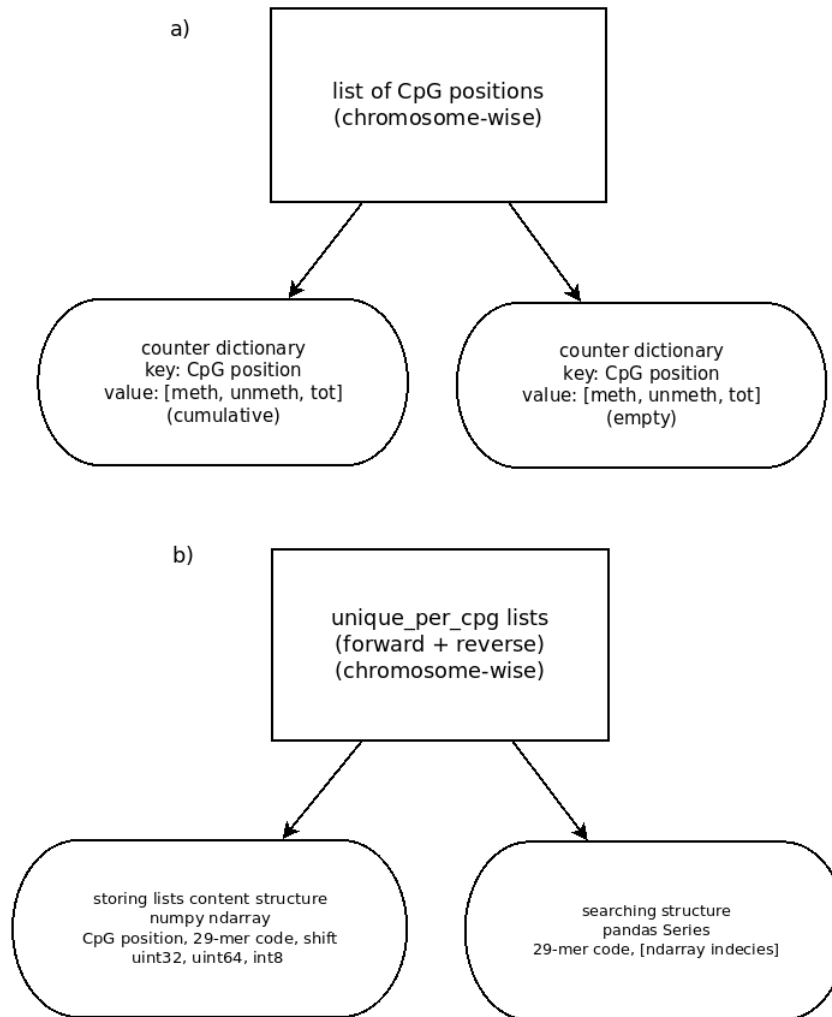 a)
list of CpG positions
(chromosome-wise)
counter dictionary
key: CpG position
value: [meth, unmeth, tot]
(cumulative)
counter dictionary
key: CpG position
value: [meth, unmeth, tot]
(empty)
b)
unique_per_cpg lists
(forward + reverse)
(chromosome-wise)
storing lists content structure
numpy ndarray
CpG position, 29-mer code, shift
uint32, uint64, int8
searching structure
pandas Series
29-mer code, [ndarray indecies]